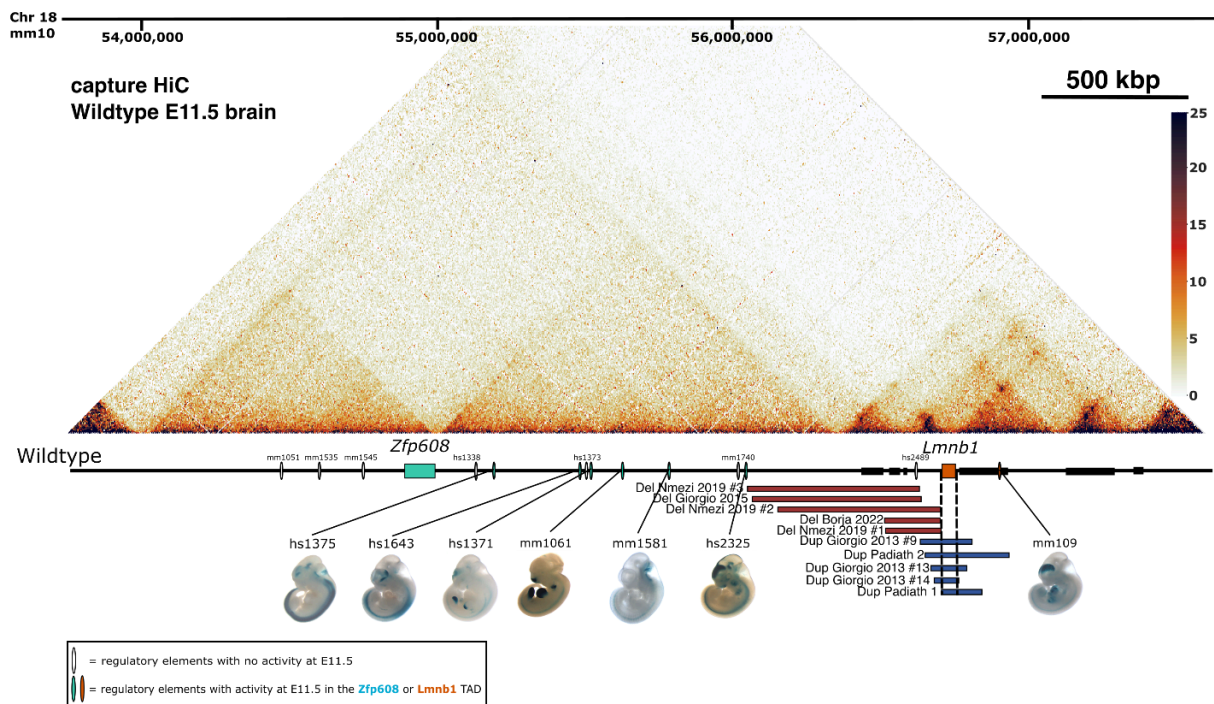 Chr 18
mm10
54,000,000
55,000,000
56,000,000
57,000,000
capture HiC
Wildtype E11.5 brain
500 kbp
25
20
15
10
5
0
Zfp608
Lmnb1
Wildtype
mm1051
mm1535
mm1545
hs1338
hs1373
mm1740
hs2489
Del Nmezi 2019 #3
Del Giorgio 2015
Del Nmezi 2019 #2
Del Borja 2022
Del Nmezi 2019 #1
Dup Giorgio 2013 #9
Dup Padiath 2
Dup Giorgio 2013 #13
Dup Giorgio 2013 #14
Dup Padiath 1
hs1375
hs1643
hs1371
mm1061
mm1581
hs2325
mm109
= regulatory elements with no activity at E11.5
= regulatory elements with activity at E11.5 in the Zfp608 or Lmnb1 TAD